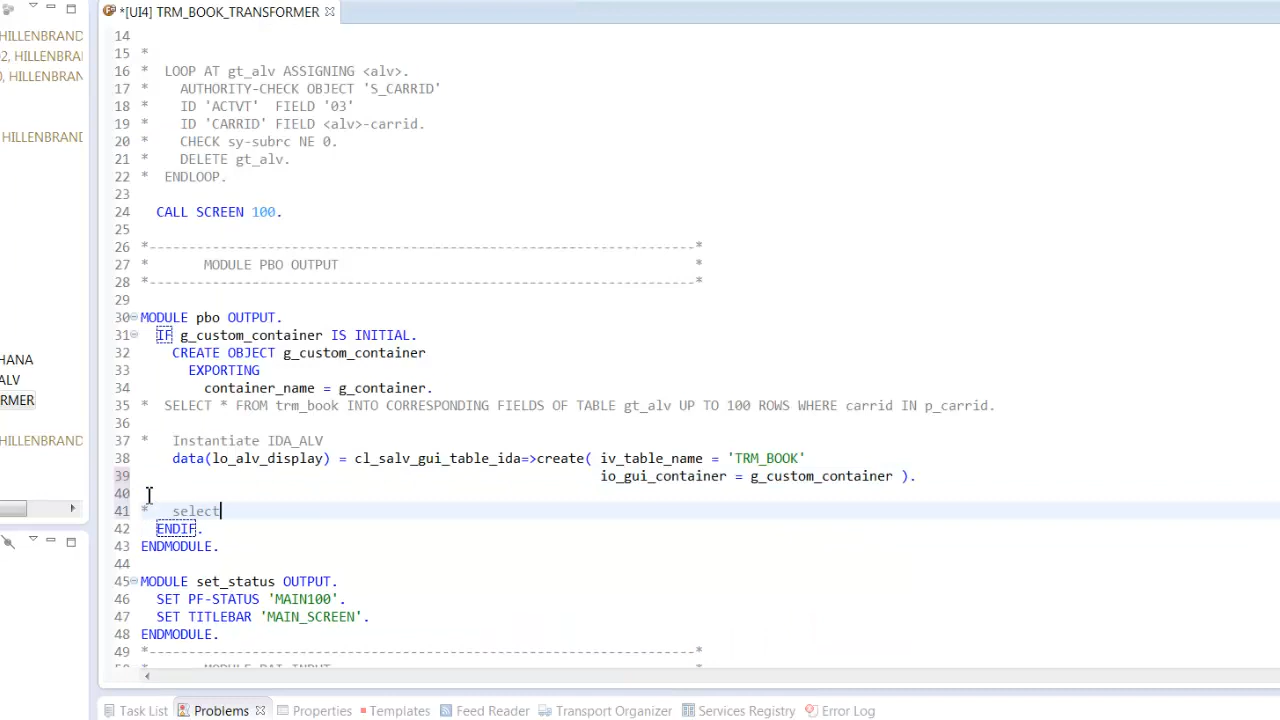 *[UI4] TRM_BOOK_TRANSFORMER
HILLENBRAND
02, HILLENBRAN
0, HILLENBRAN
HILLENBRAND
HANA
ALV
RMER
HILLENBRAND
14
15 *
16 *  LOOP AT gt_alv ASSIGNING <alv>.
17 *    AUTHORITY-CHECK OBJECT 'S_CARRID'
18 *    ID 'ACTVT'  FIELD '03'
19 *    ID 'CARRID' FIELD <alv>-carrid.
20 *    CHECK sy-subrc NE 0.
21 *    DELETE gt_alv.
22 *  ENDLOOP.
23
24   CALL SCREEN 100.
25
26 *---------------------------------------------------------------------*
27 *       MODULE PBO OUTPUT                                             *
28 *---------------------------------------------------------------------*
29
30 MODULE pbo OUTPUT.
31   IF g_custom_container IS INITIAL.
32     CREATE OBJECT g_custom_container
33       EXPORTING
34         container_name = g_container.
35 *  SELECT * FROM trm_book INTO CORRESPONDING FIELDS OF TABLE gt_alv UP TO 100 ROWS WHERE carrid IN p_carrid.
36
37 *   Instantiate IDA_ALV
38     data(lo_alv_display) = cl_salv_gui_table_ida=>create( iv_table_name = 'TRM_BOOK'
39                                                           io_gui_container = g_custom_container ).
40
41 *   select
42   ENDIF.
43 ENDMODULE.
44
45 MODULE set_status OUTPUT.
46   SET PF-STATUS 'MAIN100'.
47   SET TITLEBAR 'MAIN_SCREEN'.
48 ENDMODULE.
49 *---------------------------------------------------------------------*
50 *       MODULE PAI INPUT                                              *
Task List Problems Properties Templates Feed Reader Transport Organizer Services Registry Error Log